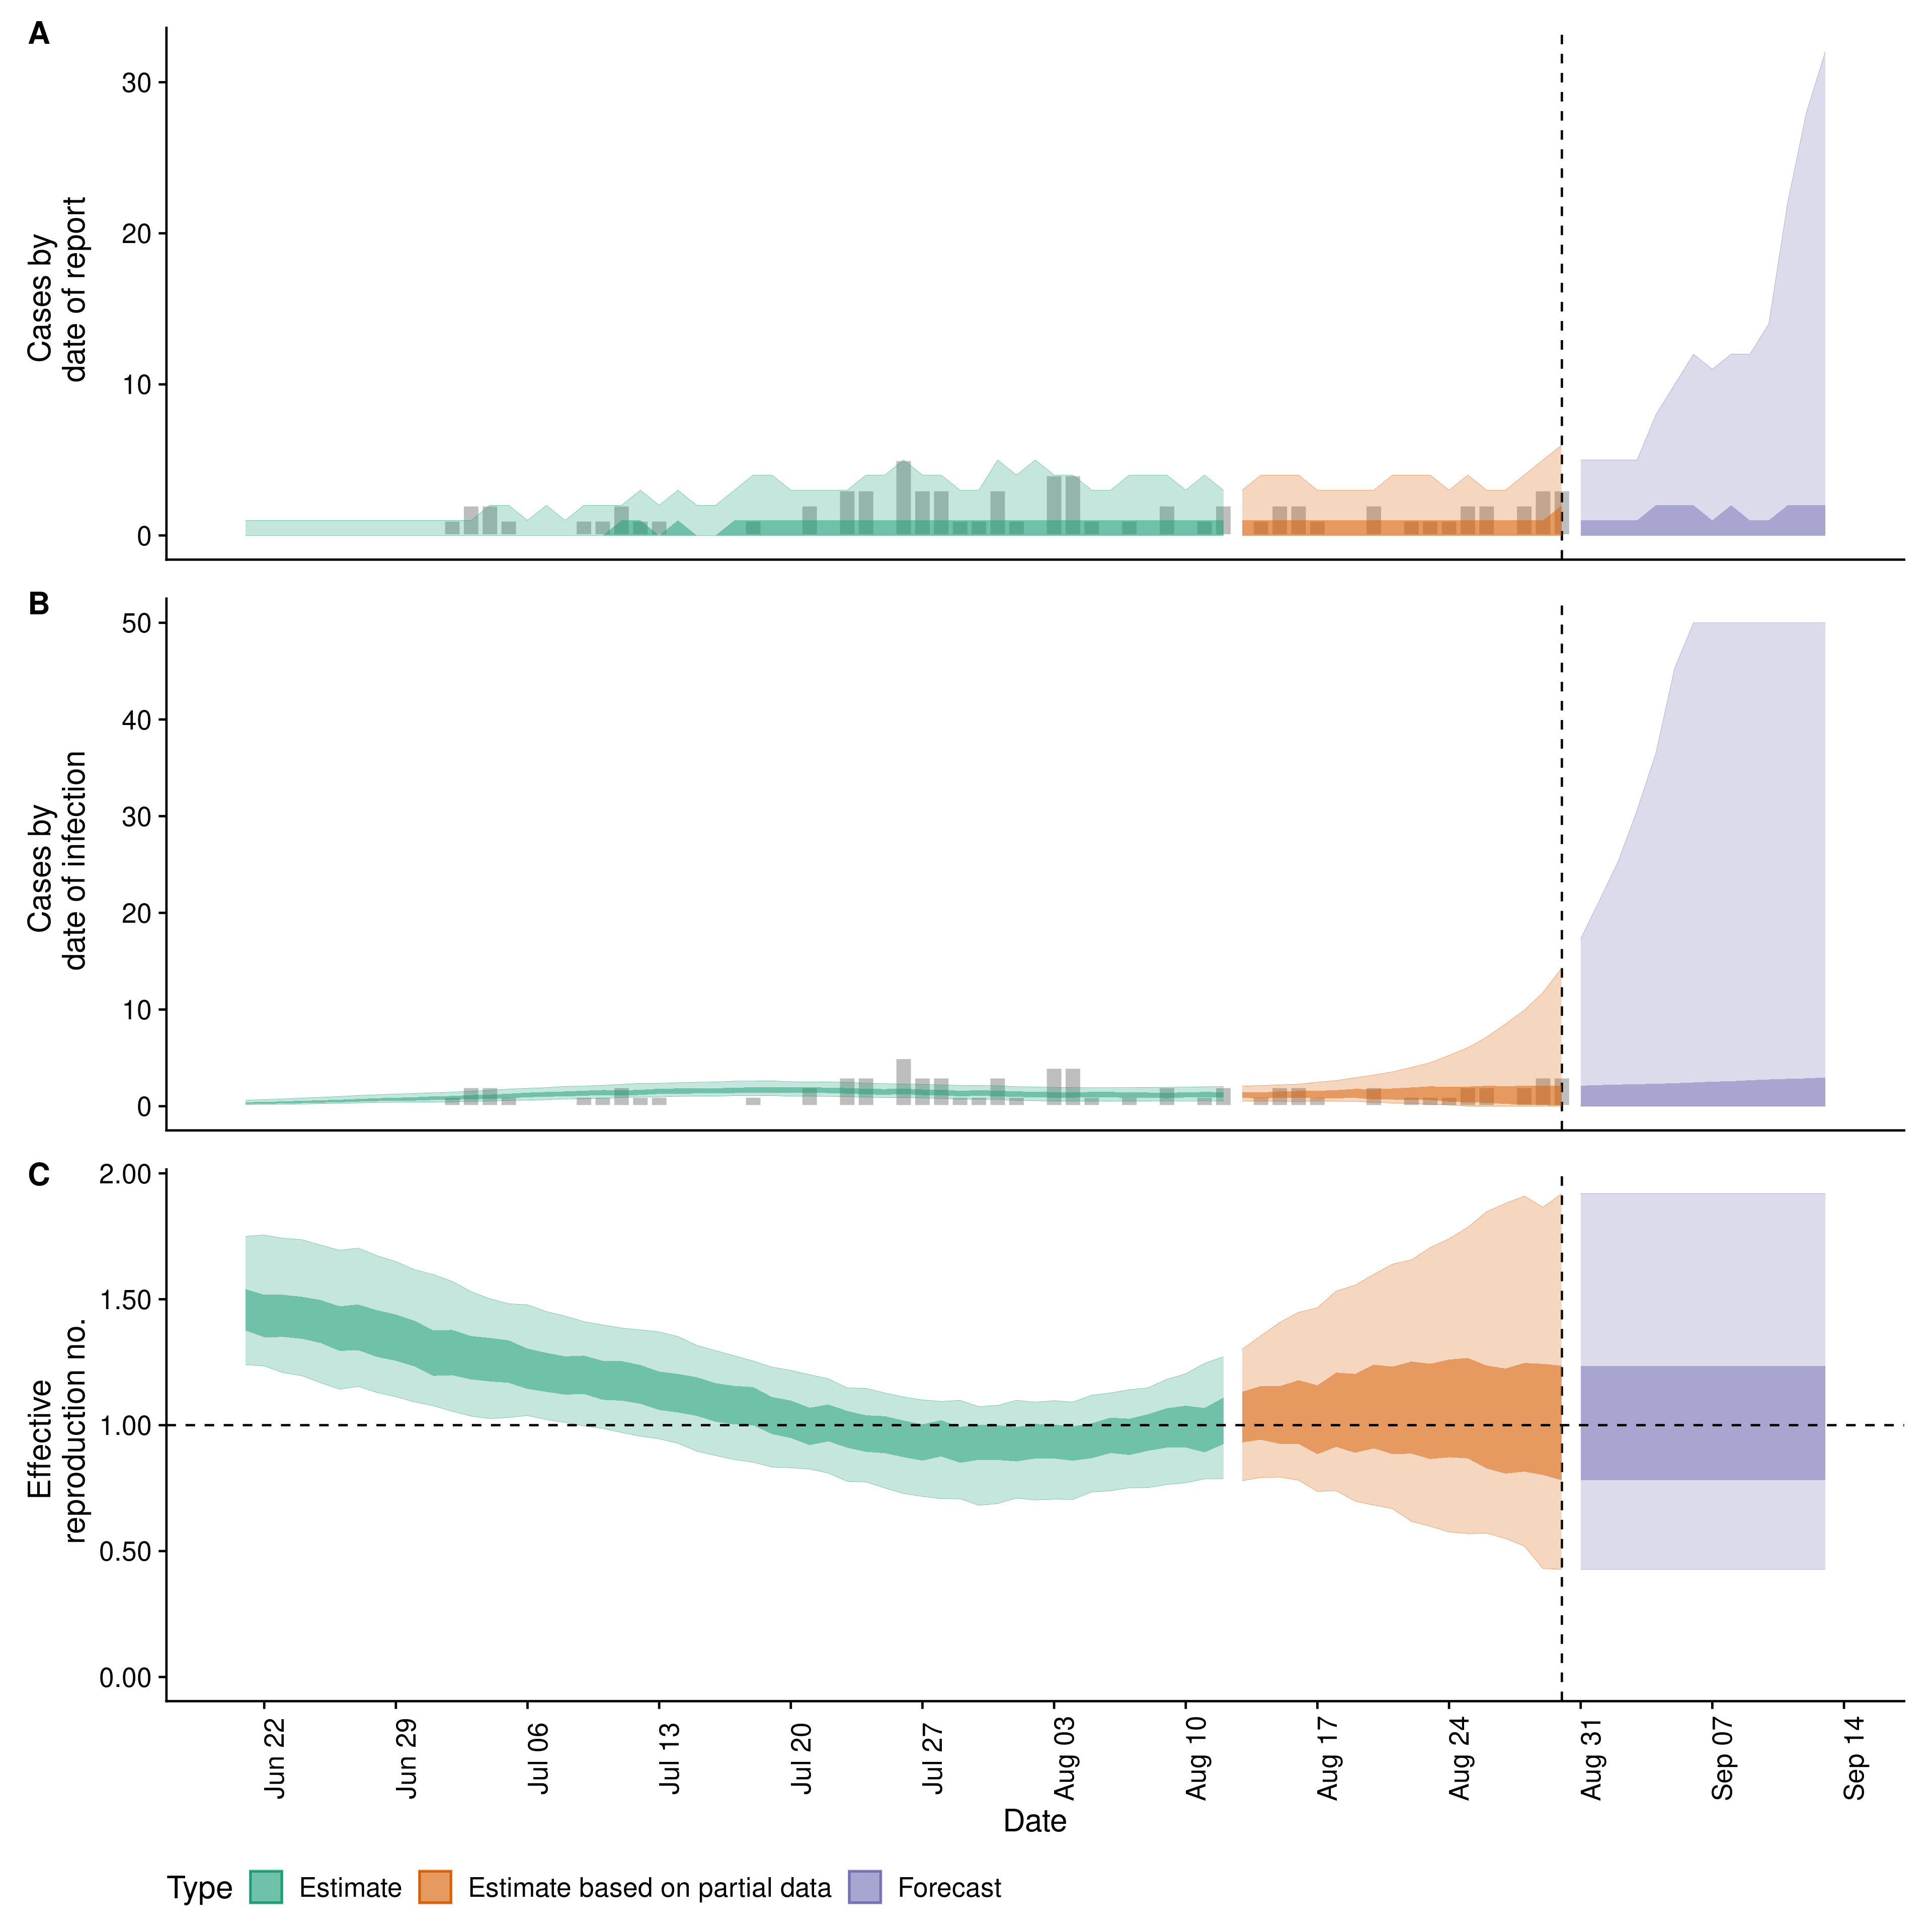 A
30
20
10
0
Cases by
date of report
B
50
40
30
20
10
0
Cases by
date of infection
C
2.00
1.50
1.00
0.50
0.00
Effective
reproduction no.
Jun 22
Jun 29
Jul 06
Jul 13
Jul 20
Jul 27
Aug 03
Aug 10
Aug 17
Aug 24
Aug 31
Sep 07
Sep 14
Date
Type Estimate Estimate based on partial data Forecast